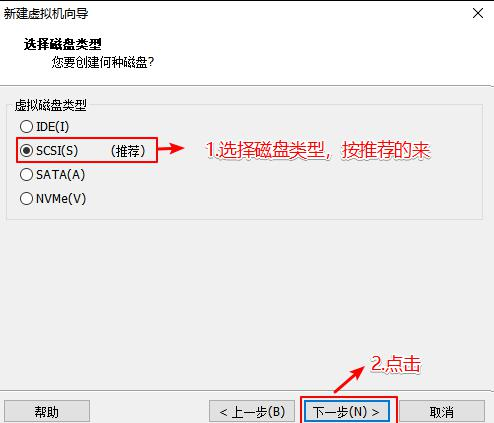 新建虚拟机向导
选择磁盘类型
您要创建何种磁盘?
虚拟磁盘类型
IDE(I)
SCSI(S) （推荐）
1.选择磁盘类型，按推荐的来
SATA(A)
NVMe(V)
2.点击
帮助
< 上一步(B)
下一步(N) >
取消